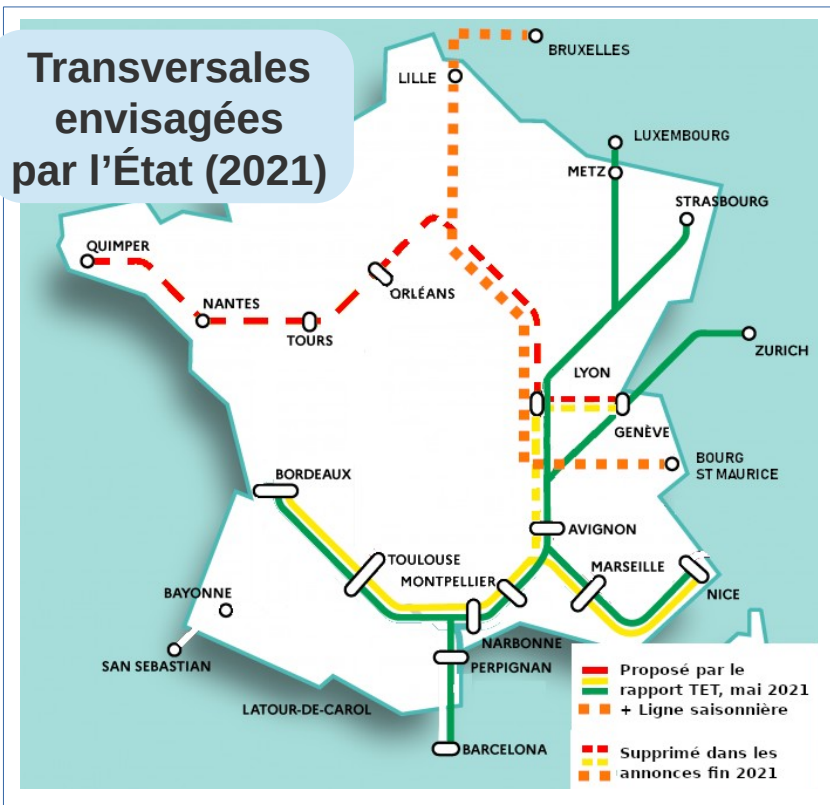 Transversales
envisagées
par l’État (2021)
BRUXELLES
LILLE
LUXEMBOURG
METZ
STRASBOURG
QUIMPER
NANTES
ORLÉANS
TOURS
ZURICH
LYON
GENÈVE
BOURG
ST MAURICE
BORDEAUX
AVIGNON
TOULOUSE
MARSEILLE
MONTPELLIER
BAYONNE
NICE
NARBONNE
SAN SEBASTIAN
PERPIGNAN
LATOUR-DE-CAROL
BARCELONA
Proposé par le
rapport TET, mai 2021
+ Ligne saisonnière
Supprimé dans les
annonces fin 2021